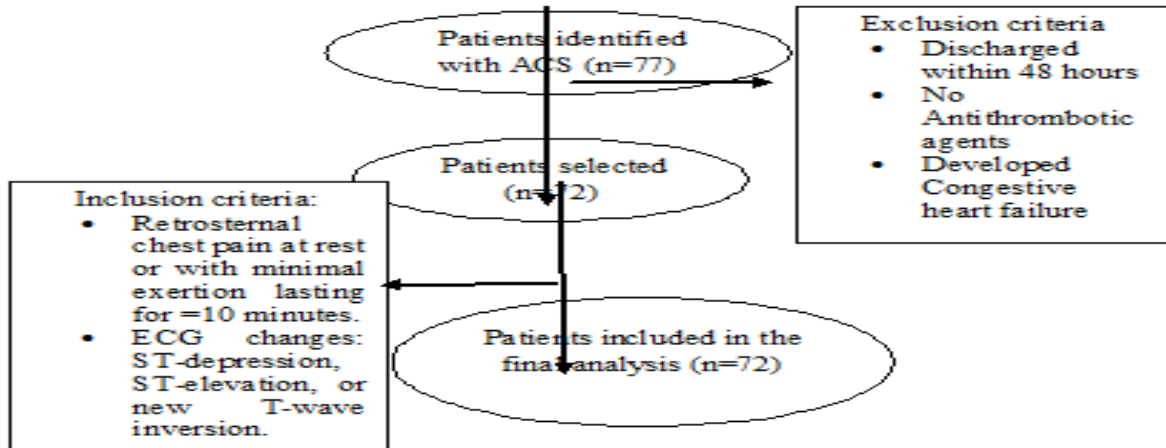 Patients identified
with ACS (n=77)
Exclusion criteria
• Discharged
within 48 hours
• No
Antithrombotic
agents
• Developed
Congestive
heart failure
Patients selected
(n=72)
Inclusion criteria:
• Retrosternal
chest pain at rest
or with minimal
exertion lasting
for =10 minutes.
• ECG changes:
ST-depression,
ST-elevation, or
new T-wave
inversion.
Patients included in the
final analysis (n=72)